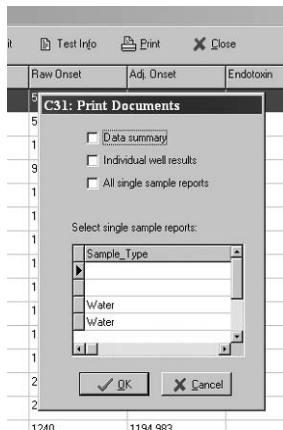 Test Info Print Close
Raw Onset Adj. Onset Endotoxin
C31: Print Documents
Data summary
Individual well results
All single sample reports
Select single sample reports:
Sample_Type
Water
Water
OK Cancel
1240 1194.983